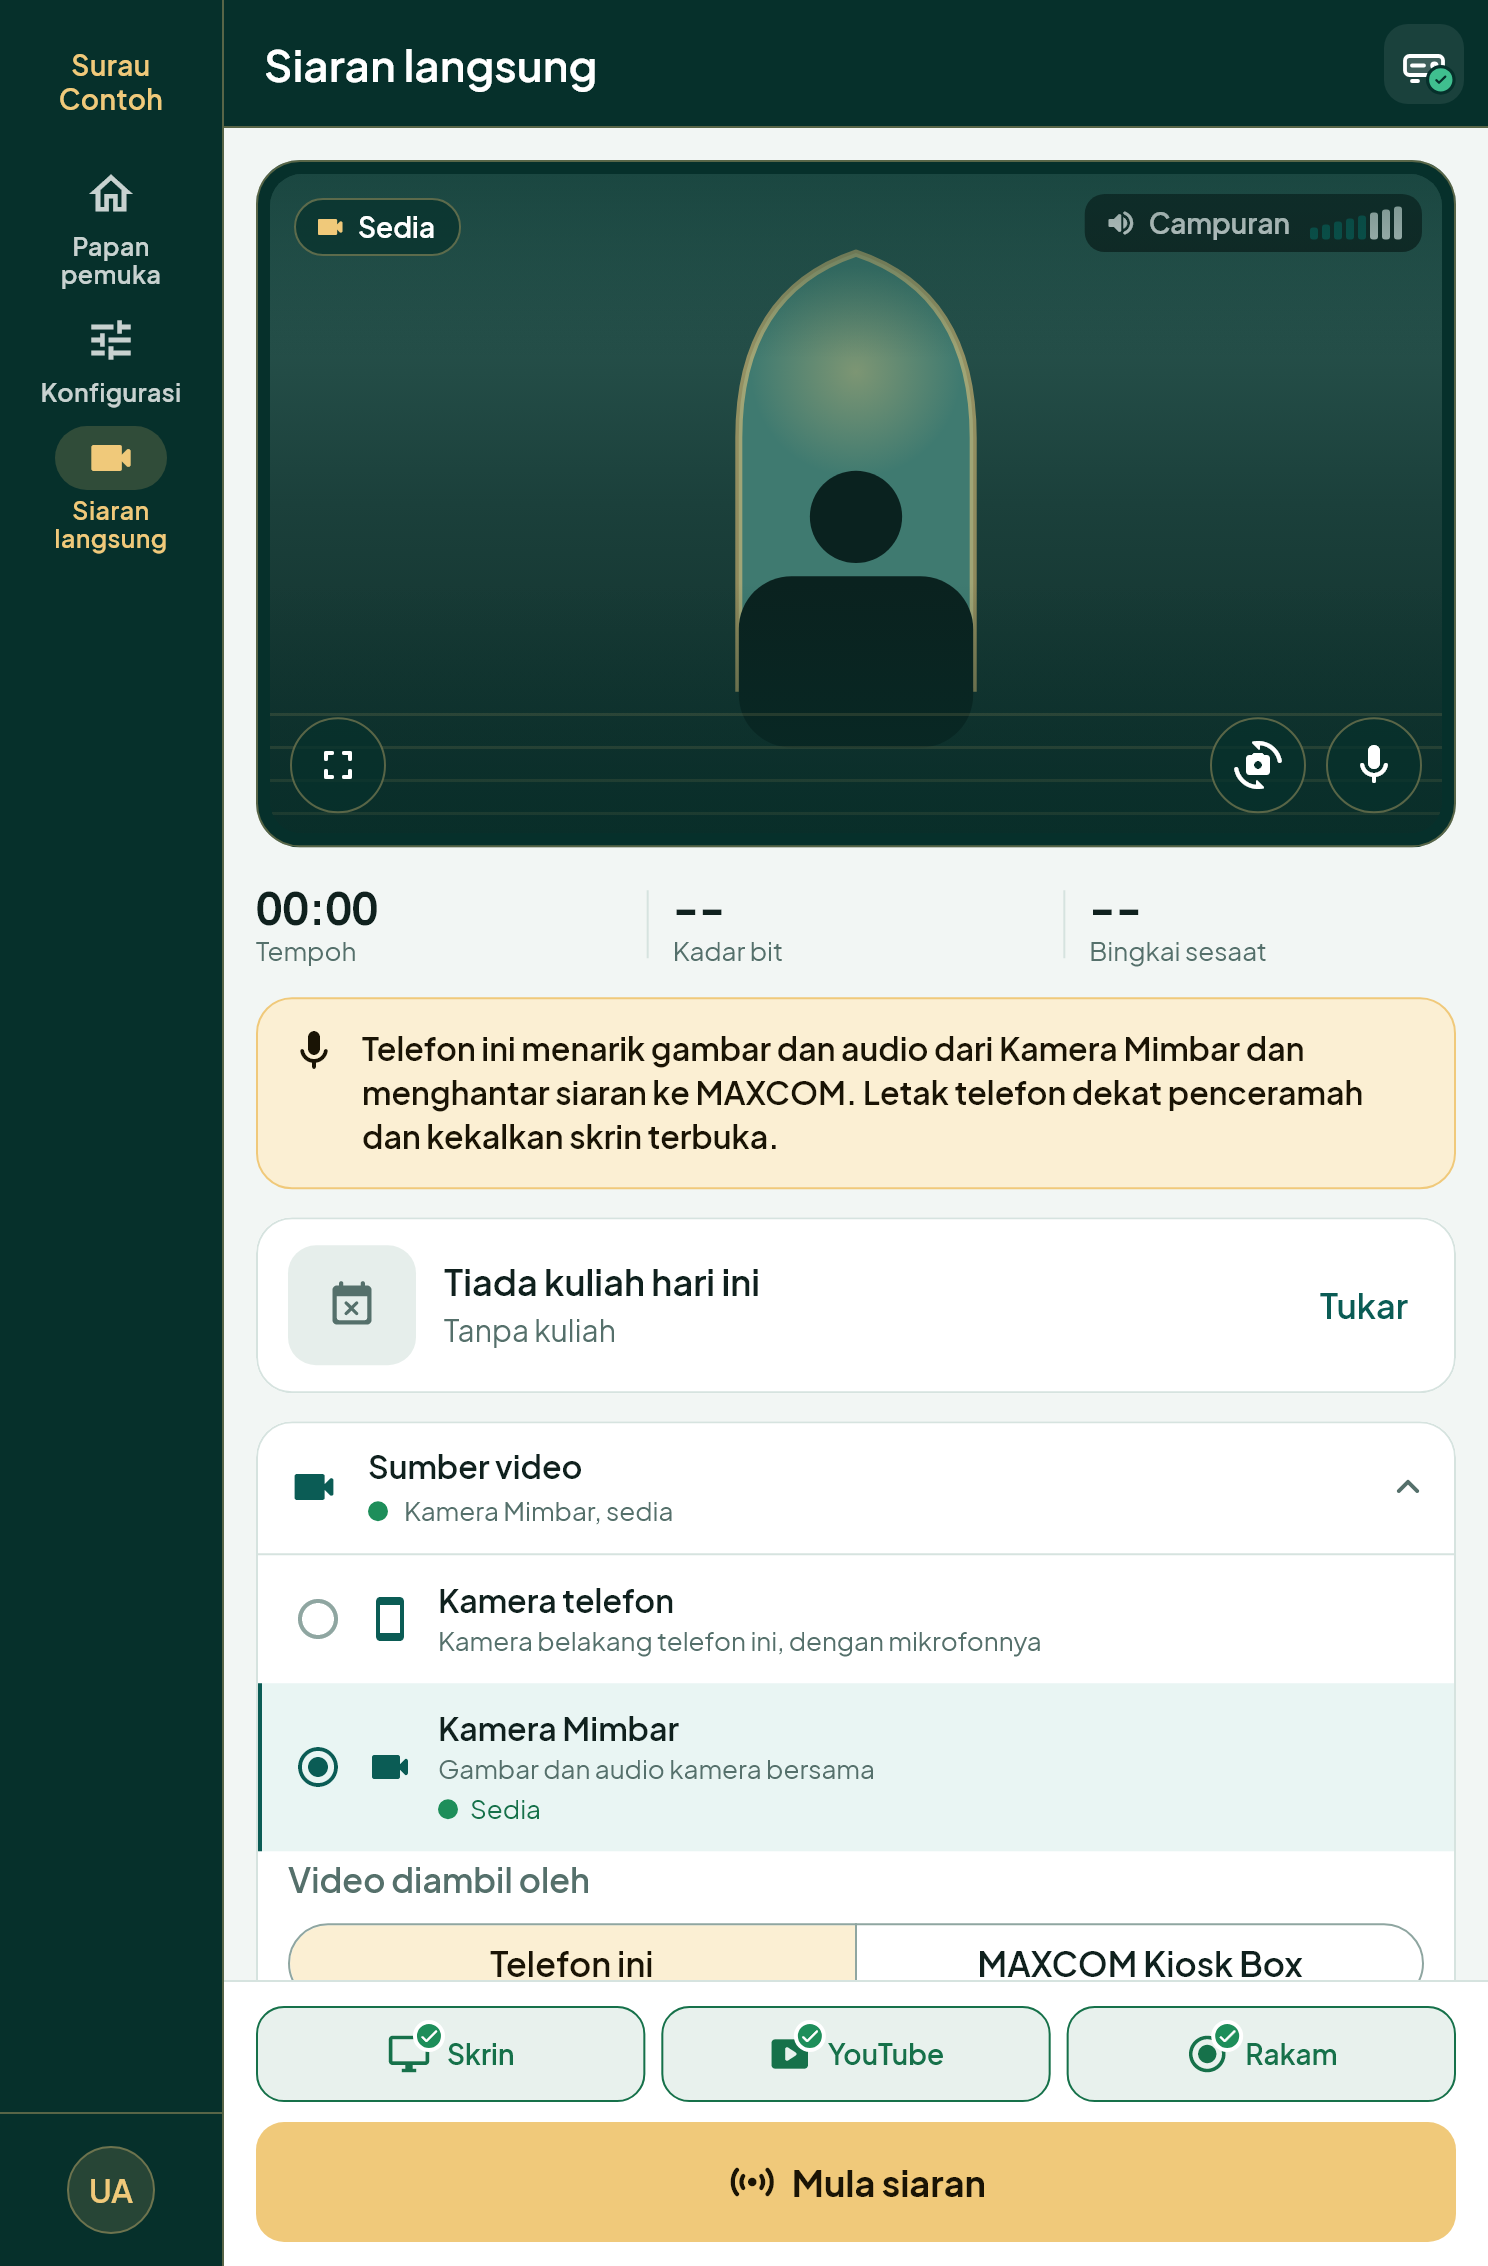 Surau
Contoh
Papan
pemuka
Konfigurasi
Siaran
langsung
UA
Siaran langsung
Sedia
Campuran
00:00
Tempoh
--
Kadar bit
--
Bingkai sesaat
Telefon ini menarik gambar dan audio dari Kamera Mimbar dan
menghantar siaran ke MAXCOM. Letak telefon dekat penceramah
dan kekalkan skrin terbuka.
Tiada kuliah hari ini
Tanpa kuliah
Tukar
Sumber video
Kamera Mimbar, sedia
Kamera telefon
Kamera belakang telefon ini, dengan mikrofonnya
Kamera Mimbar
Gambar dan audio kamera bersama
Sedia
Video diambil oleh
Telefon ini
MAXCOM Kiosk Box
Skrin
YouTube
Rakam
Mula siaran